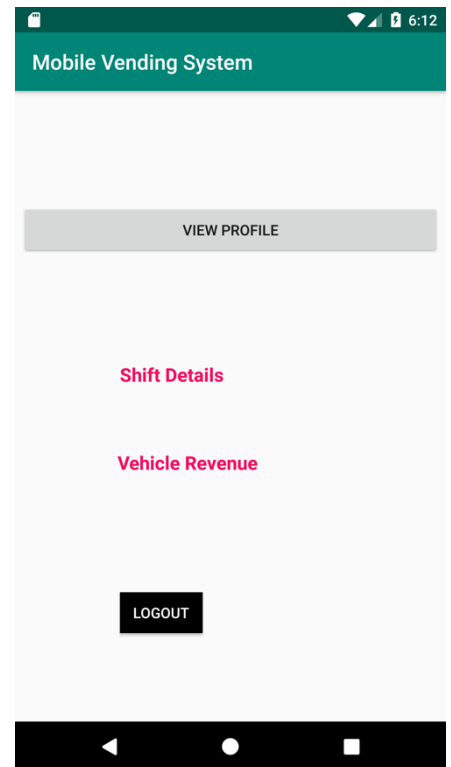 6:12
Mobile Vending System
VIEW PROFILE
Shift Details
Vehicle Revenue
LOGOUT